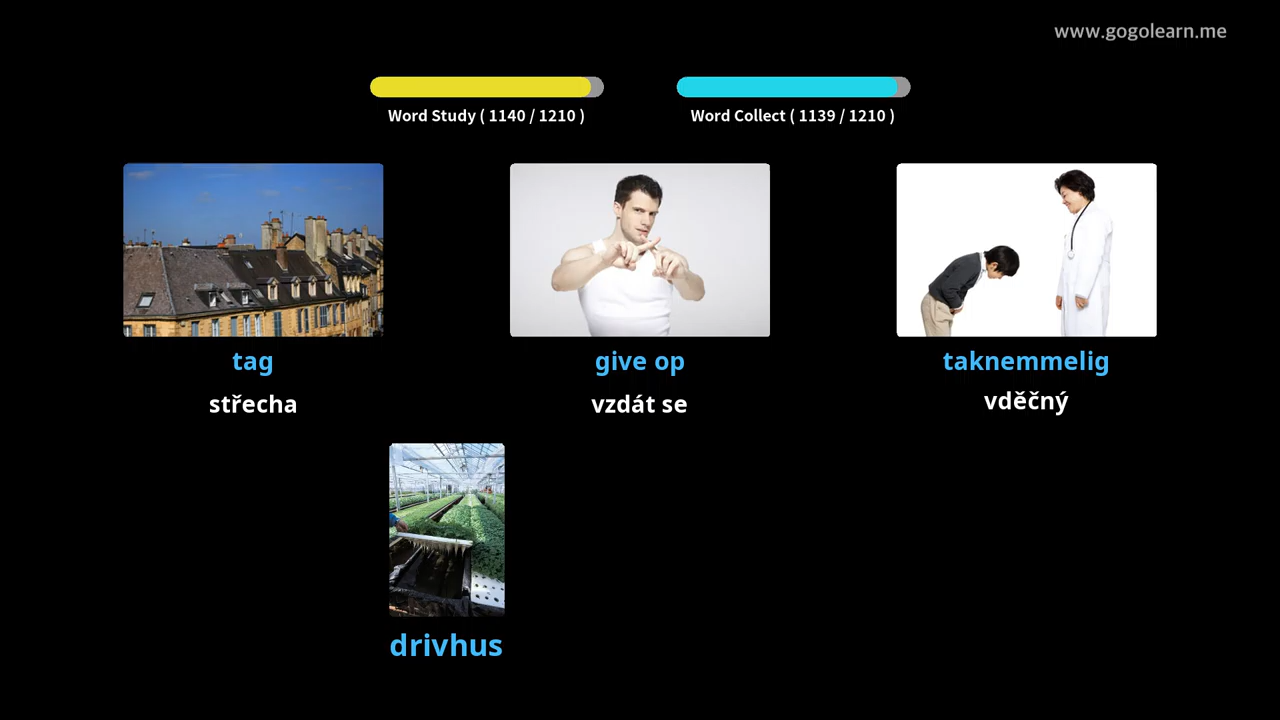 www.gogolearn.me
Word Study ( 1140 / 1210 )
Word Collect ( 1139 / 1210 )
tag
give op
taknemmelig
střecha
vzdát se
vděčný
drivhus